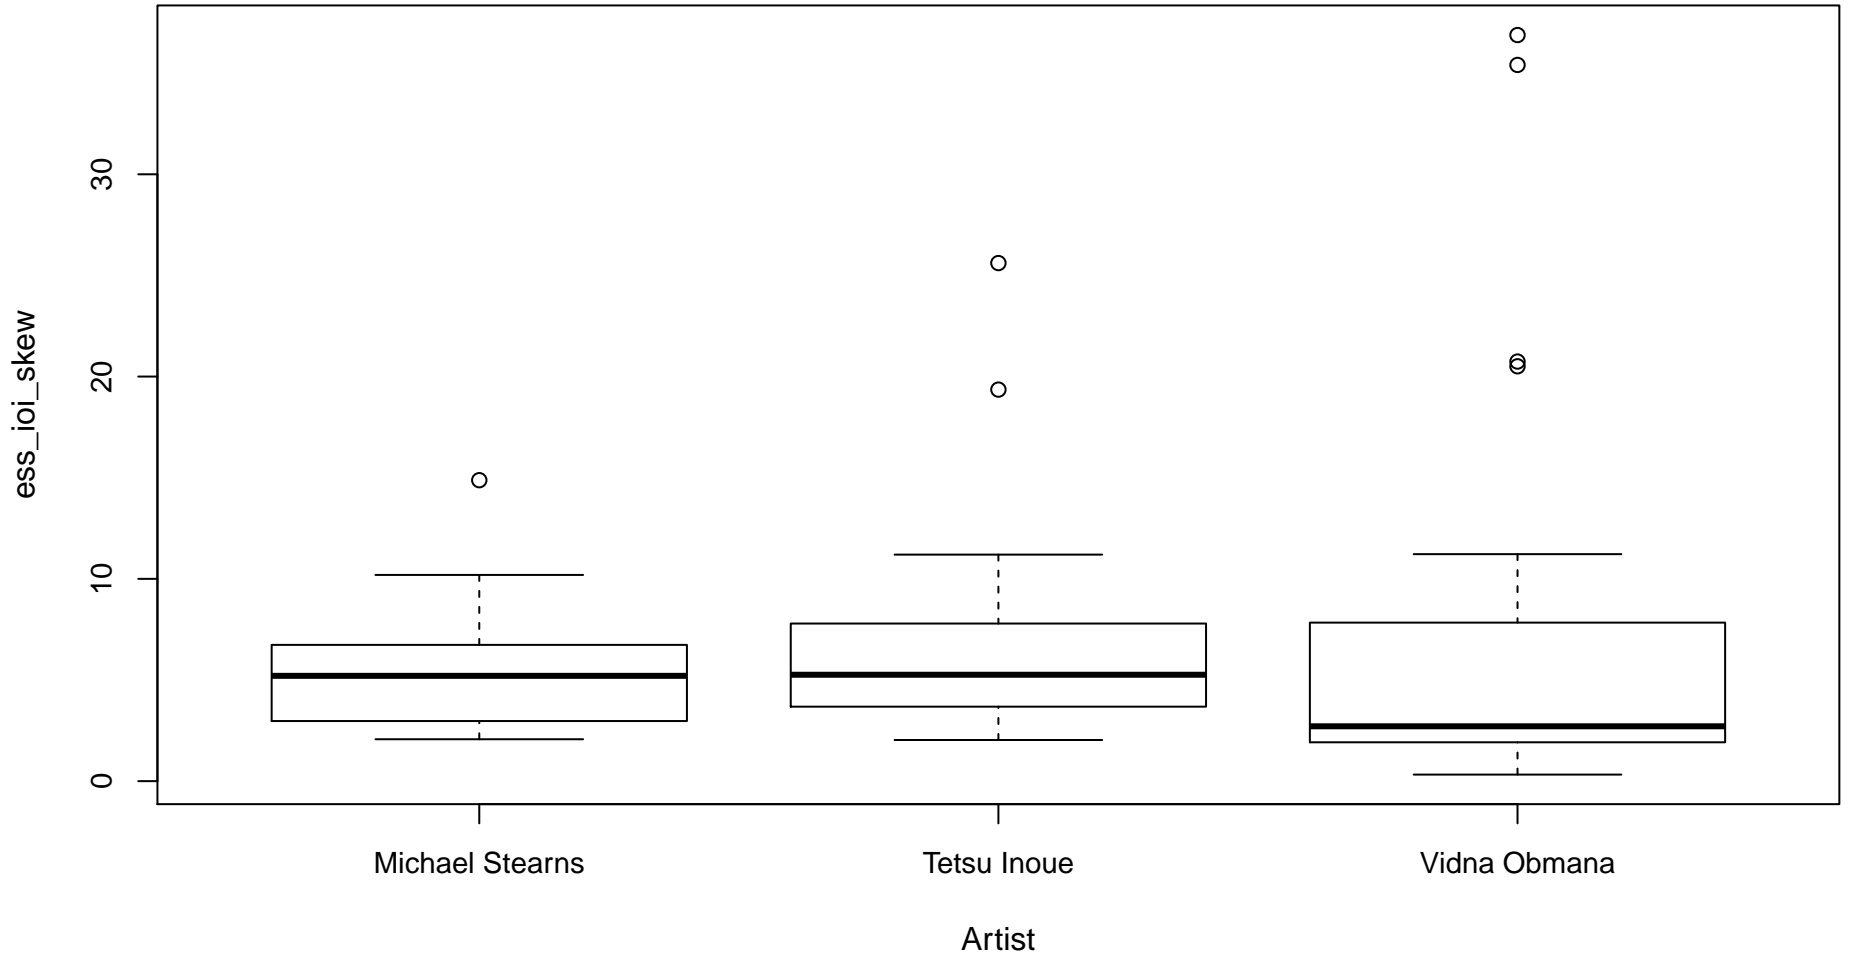 ess_ioi_skew
30
20
10
0
Michael Stearns
Tetsu Inoue
Vidna Obmana
Artist